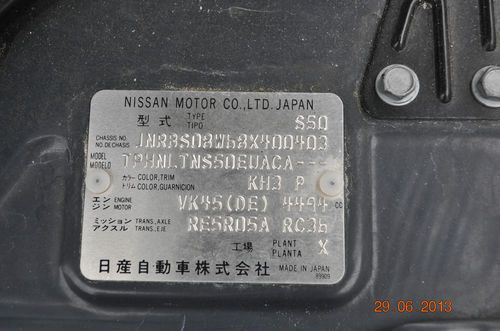 NISSAN MOTOR CO., LTD. JAPAN
型式 TYPE TIPO S50
CHASSIS NO. NO. DE CHASIS JNR3S08W68X400403
MODEL MODELO TPHNLTNS50EUACA---
カラー COLOR, TRIM
トリム COLOR, GUARNICION KH3 P
エンジン ENGINE MOTOR VK45(DE) 4494 cc
ミッション TRANS., AXLE
アクスル TRANS., EJE RE5R05A RC36
工場 PLANT PLANTA X
日産自動車株式会社 MADE IN JAPAN
89909
29 06 2013